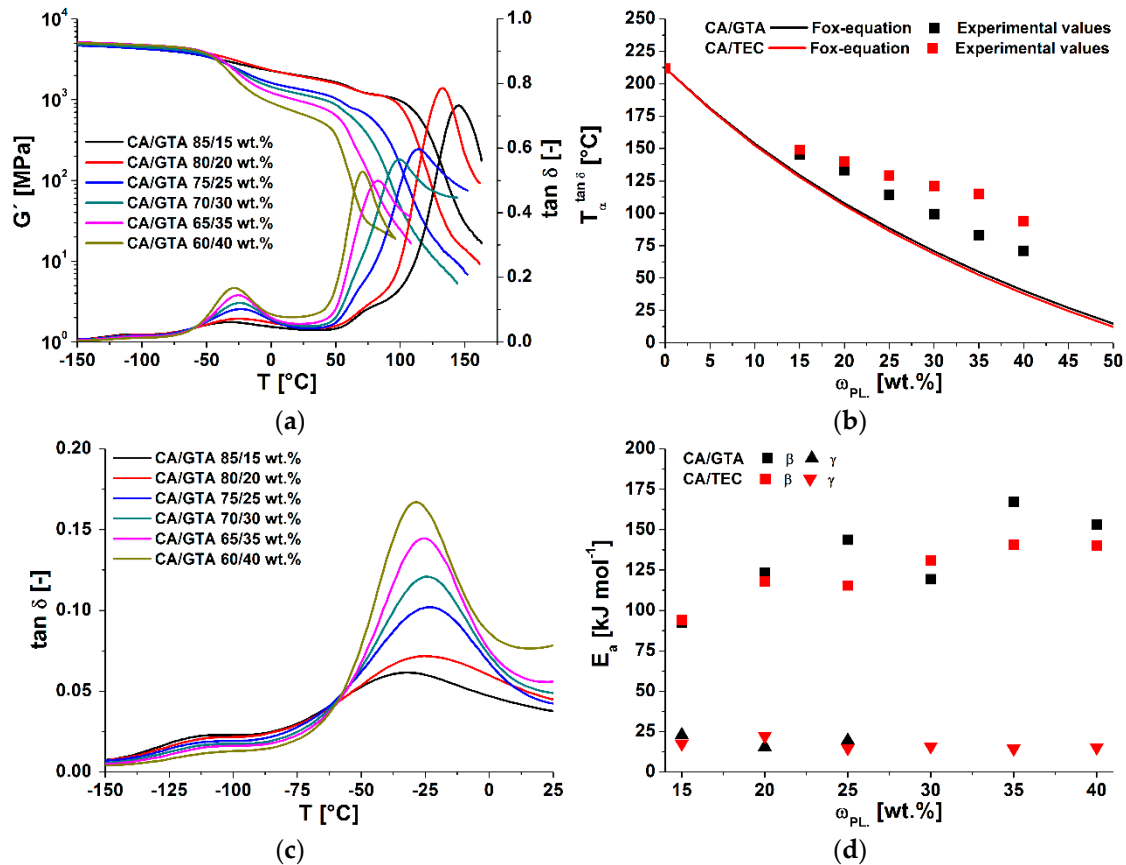 G´ [MPa]
10⁴
10³
10²
10¹
10⁰
CA/GTA 85/15 wt.%
CA/GTA 80/20 wt.%
CA/GTA 75/25 wt.%
CA/GTA 70/30 wt.%
CA/GTA 65/35 wt.%
CA/GTA 60/40 wt.%
1.0
0.8
0.6
0.4
0.2
0.0
tan δ [-]
-150 -100 -50 0 50 100 150
T [°C]
(a)
CA/GTA Fox-equation Experimental values
CA/TEC Fox-equation Experimental values
T_α^tan δ [°C]
250
225
200
175
150
125
100
75
50
25
0
0 5 10 15 20 25 30 35 40 45 50
ω_PL. [wt.%]
(b)
tan δ [-]
0.20
0.15
0.10
0.05
0.00
CA/GTA 85/15 wt.%
CA/GTA 80/20 wt.%
CA/GTA 75/25 wt.%
CA/GTA 70/30 wt.%
CA/GTA 65/35 wt.%
CA/GTA 60/40 wt.%
-150 -125 -100 -75 -50 -25 0 25
T [°C]
(c)
CA/GTA β γ
CA/TEC β γ
E_a [kJ mol⁻¹]
200
175
150
125
100
75
50
25
0
15 20 25 30 35 40
ω_PL. [wt.%]
(d)